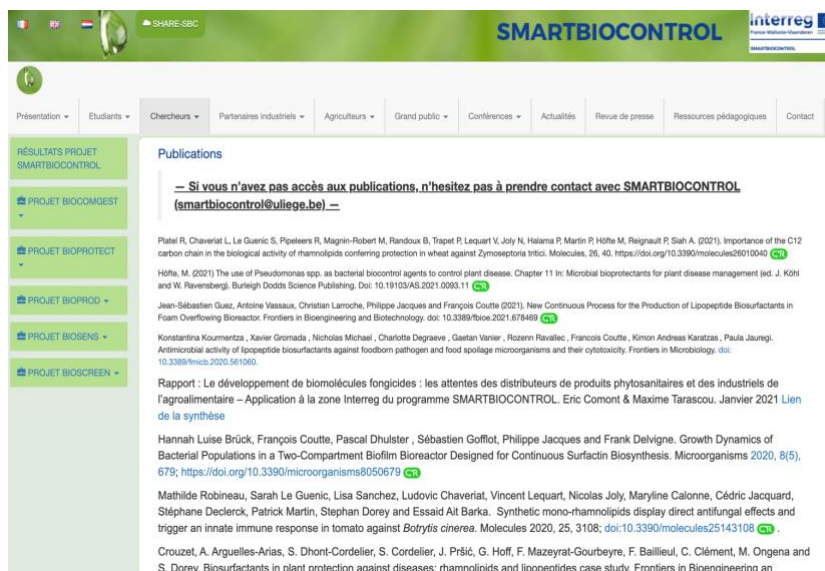 SHARE-SBC
SMARTBIOCONTROL
Interreg
France-Wallonie-Vlaanderen
SMARTBIOCONTROL
Présentation
Etudiants
Chercheurs
Partenaires industriels
Agriculteurs
Grand public
Conférences
Actualités
Revue de presse
Ressources pédagogiques
Contact
RÉSULTATS PROJET
SMARTBIOCONTROL
PROJET BIOCOMGEST
PROJET BIOPROTECT
PROJET BIOPROD
PROJET BIOSENS
PROJET BIOSCREEN
Publications
— Si vous n'avez pas accès aux publications, n'hesitez pas à prendre contact avec SMARTBIOCONTROL
(smartbiocontrol@uliege.be) —
Platel R, Chaveriat L, Le Guenic S, Pipeleers R, Magnin-Robert M, Randoux B, Trapet P, Lequart V, Joly N, Halama P, Martin P, Höfte M, Reignault P, Siah A. (2021). Importance of the C12
carbon chain in the biological activity of rhamnolipids conferring protection in wheat against Zymoseptoria tritici. Molecules, 26, 40. https://doi.org/10.3390/molecules26010040
Höfte, M. (2021) The use of Pseudomonas spp. as bacterial biocontrol agents to control plant disease. Chapter 11 In: Microbial bioprotectants for plant disease management (ed. J. Köhl
and W. Ravensberg). Burleigh Dodds Science Publishing. Doi: 10.19103/AS.2021.0093.
11
Jean-Sébastien Guez, Antoine Vassaux, Christian Larroche, Philippe Jacques and François Coutte (2021). New Continuous Process for the Production of Lipopeptide Biosurfactants in
Foam Overflowing Bioreactor. Frontiers in Bioengineering and Biotechnology. doi: 10.3389/fbioe.2021.678469
Konstantina Kourmentza , Xavier Gromada , Nicholas Michael , Charlotte Degraeve , Gaetan Vanier , Rozenn Ravallec , Francois Coutte , Kimon Andreas Karatzas , Paula Jauregi.
Antimicrobial activity of lipopeptide biosurfactants against foodborn pathogen and food spoilage microorganisms and their cytotoxicity. Frontiers in Microbiology. doi:
10.3389/fmicb.2020.561060.
Rapport : Le développement de biomolécules fongicides : les attentes des distributeurs de produits phytosanitaires et des industriels de
l'agroalimentaire – Application à la zone Interreg du programme SMARTBIOCONTROL. Eric Comont & Maxime Tarascou. Janvier 2021 Lien
de la synthèse
Hannah Luise Brück, François Coutte, Pascal Dhulster , Sébastien Gofflot, Philippe Jacques and Frank Delvigne. Growth Dynamics of
Bacterial Populations in a Two-Compartment Biofilm Bioreactor Designed for Continuous Surfactin Biosynthesis. Microorganisms 2020, 8(5),
679; https://doi.org/10.3390/microorganisms8050679
Mathilde Robineau, Sarah Le Guenic, Lisa Sanchez, Ludovic Chaveriat, Vincent Lequart, Nicolas Joly, Maryline Calonne, Cédric Jacquard,
Stéphane Declerck, Patrick Martin, Stephan Dorey and Essaid Ait Barka. Synthetic mono-rhamnolipids display direct antifungal effects and
trigger an innate immune response in tomato against Botrytis cinerea. Molecules 2020, 25, 3108; doi:10.3390/molecules25143108 .
Crouzet, A. Arguelles-Arias, S. Dhont-Cordelier, S. Cordelier, J. Pršić, G. Hoff, F. Mazeyrat-Gourbeyre, F. Baillieul, C. Clément, M. Ongena and
S. Dorey. Biosurfactants in plant protection against diseases: rhamnolipids and lipopeptides case study. Frontiers in Bioengineering an